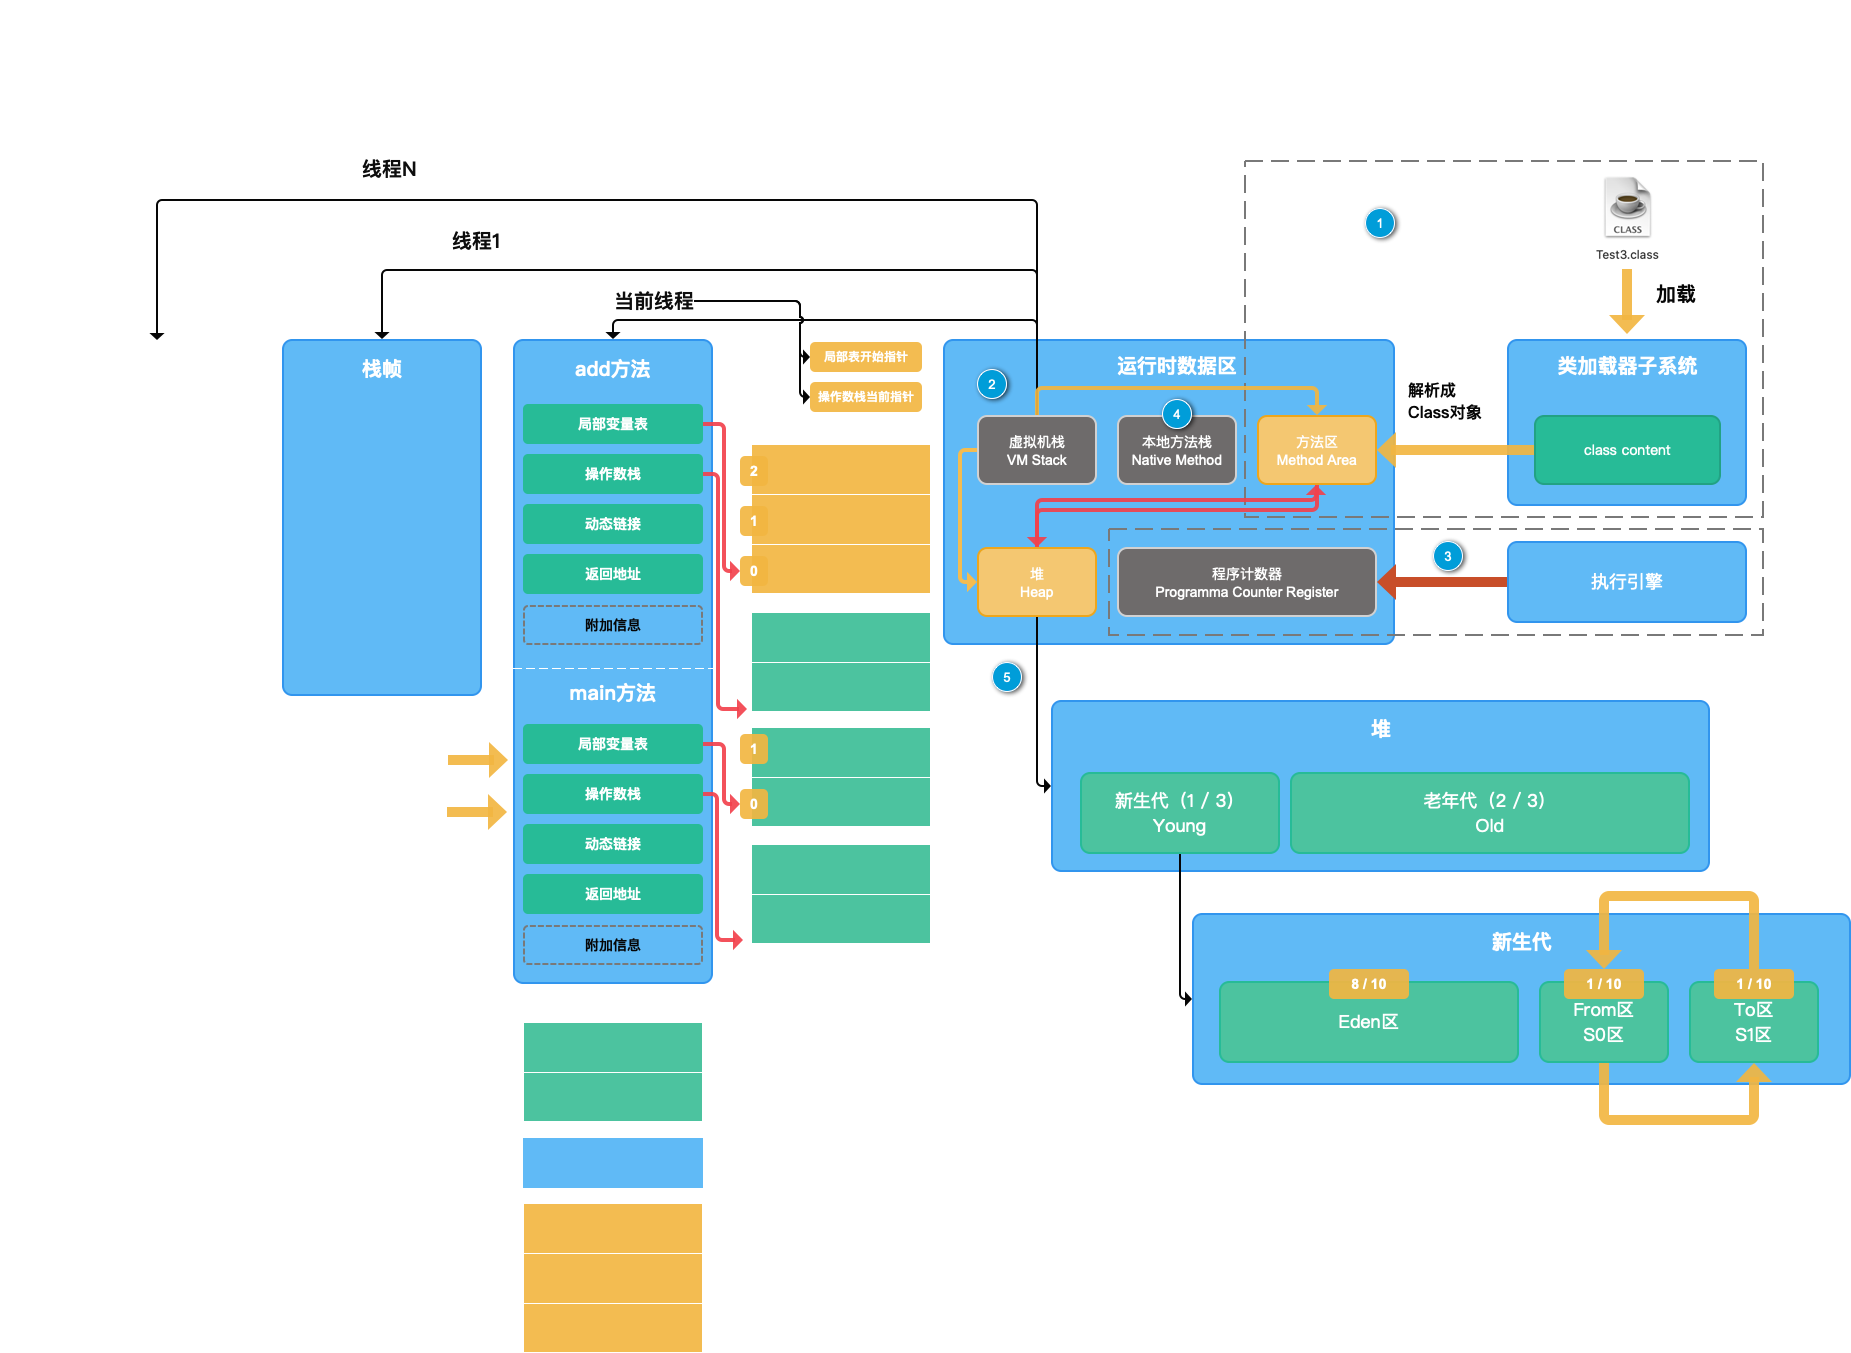 线程N
线程1
当前线程
局部表开始指针
操作数栈当前指针
栈帧
add方法
局部变量表
操作数栈
动态链接
返回地址
附加信息
main方法
局部变量表
操作数栈
动态链接
返回地址
附加信息
2
1
0
1
0
1
CLASS
Test3.class
加载
类加载器子系统
class content
解析成
Class对象
运行时数据区
2
4
虚拟机栈
VM Stack
本地方法栈
Native Method
方法区
Method Area
堆
Heap
程序计数器
Programma Counter Register
3
执行引擎
5
堆
新生代（1 / 3）
Young
老年代（2 / 3）
Old
新生代
8 / 10
Eden区
1 / 10
From区
S0区
1 / 10
To区
S1区